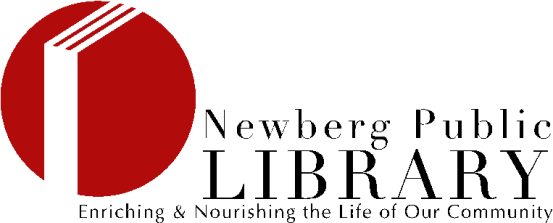 Newberg Public
LIBRARY
Enriching & Nourishing the Life of Our Community